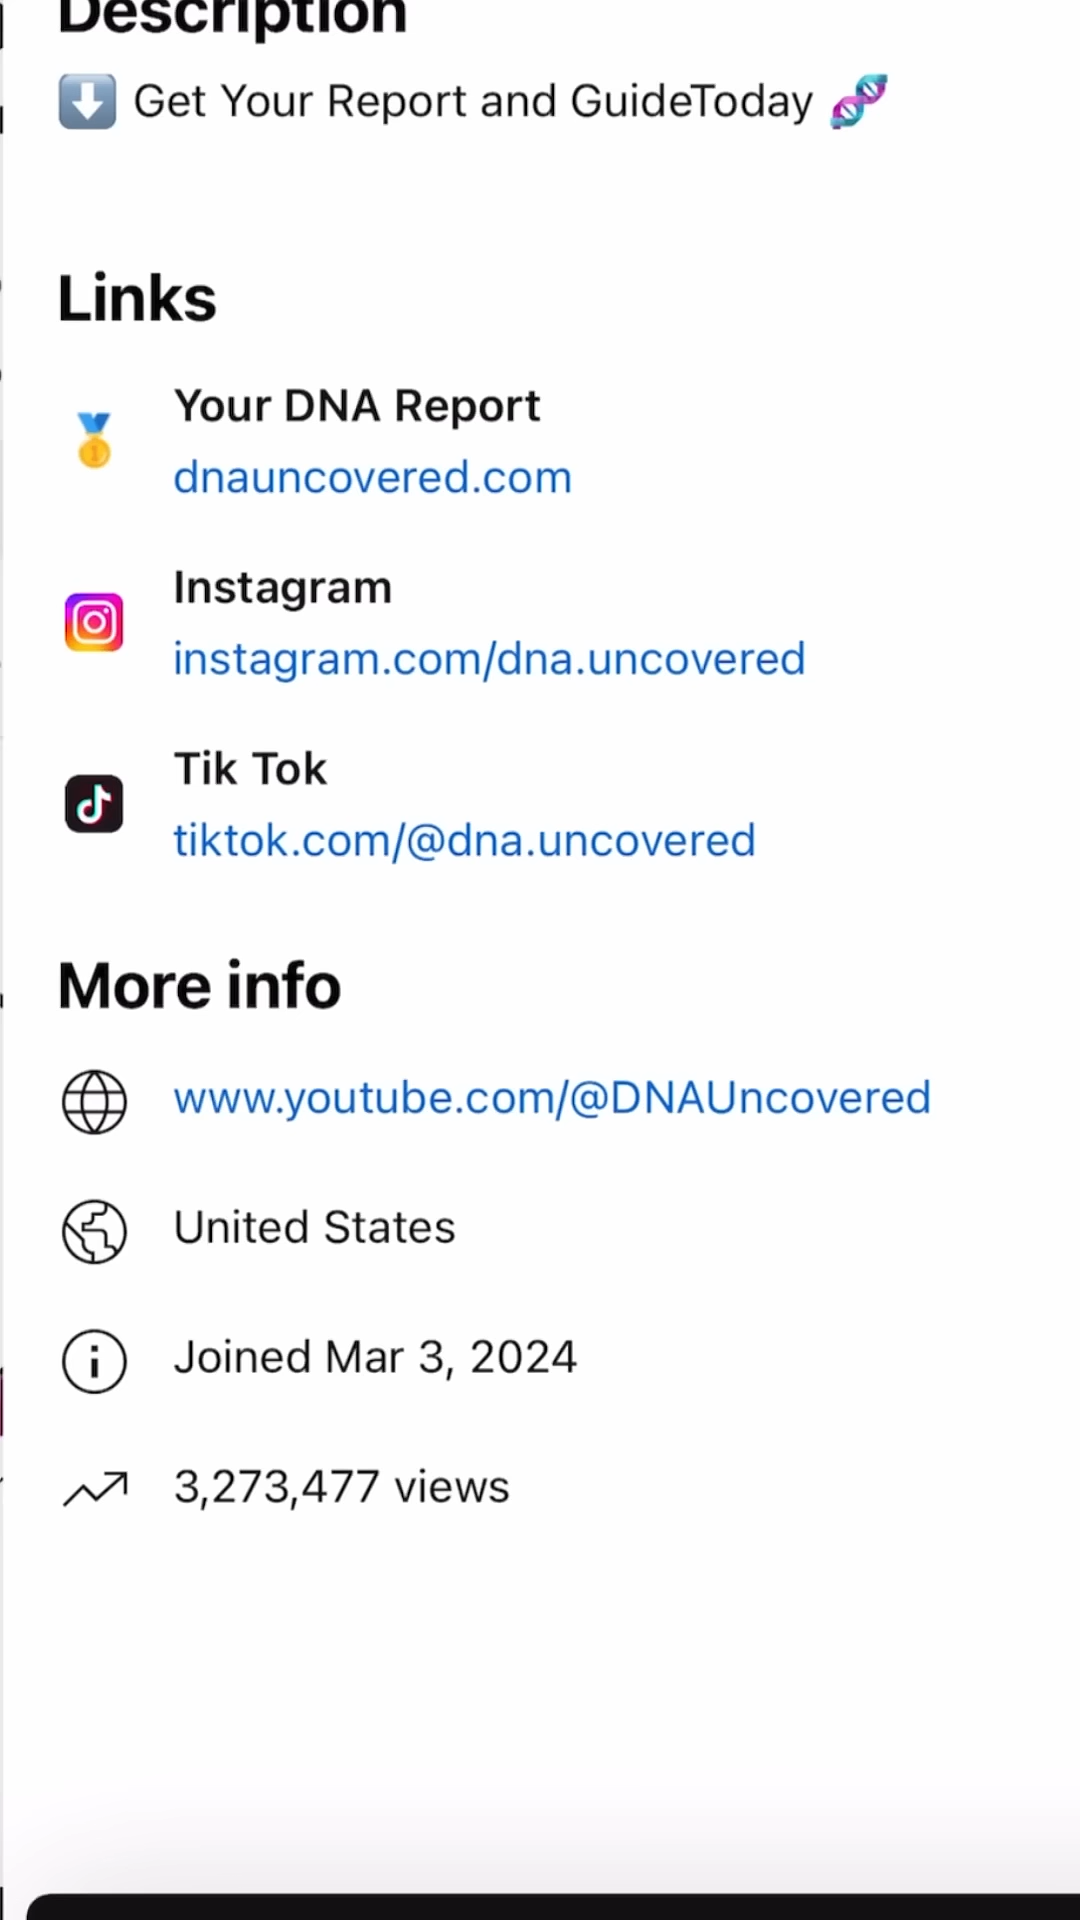 Description
⬇️ Get Your Report and GuideToday 🧬
Links
Your DNA Report
dnauncovered.com
Instagram
instagram.com/dna.uncovered
Tik Tok
tiktok.com/@dna.uncovered
More info
www.youtube.com/@DNAUncovered
United States
Joined Mar 3, 2024
3,273,477 views